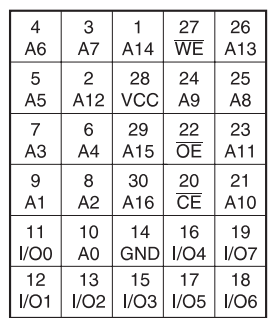 4 3 1 27 26
A6 A7 A14 W̅E̅ A13
5 2 28 24 25
A5 A12 VCC A9 A8
7 6 29 22 23
A3 A4 A15 O̅E̅ A11
9 8 30 20 21
A1 A2 A16 C̅E̅ A10
11 10 14 16 19
I/O0 A0 GND I/O4 I/O7
12 13 15 17 18
I/O1 I/O2 I/O3 I/O5 I/O6